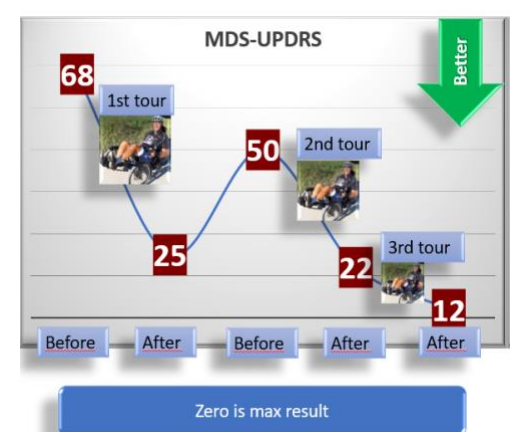 MDS-UPDRS
Better
68
1st tour
50
2nd tour
25
22
3rd tour
12
Before
After
Before
After
After
Zero is max result